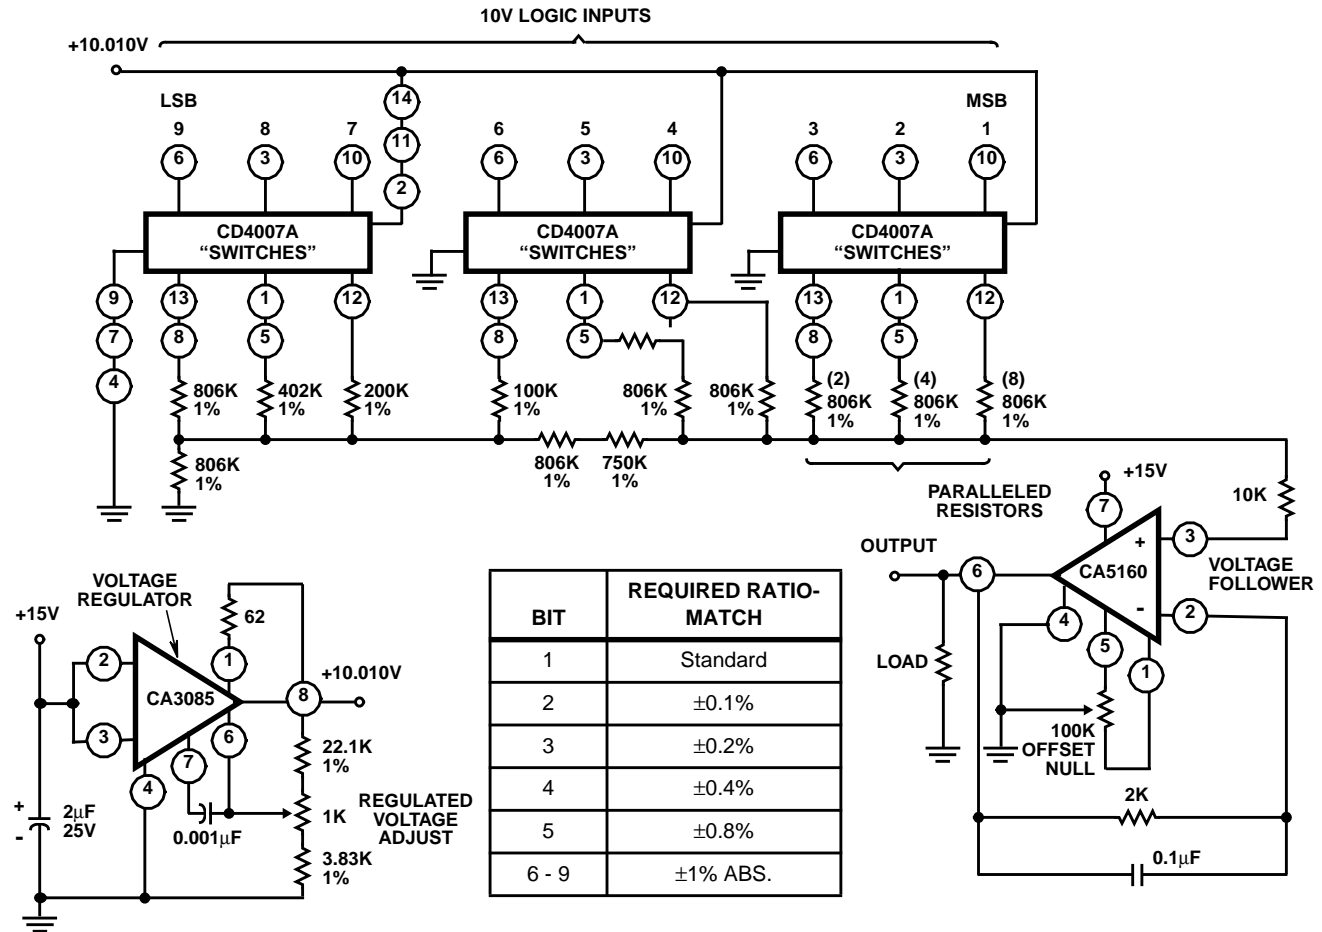 10V LOGIC INPUTS
+10.010V
LSB
MSB
9 8 7 6 5 4 3 2 1
14
11
2
6 3 10 6 3 10 6 3 10
CD4007A
“SWITCHES”
CD4007A
“SWITCHES”
CD4007A
“SWITCHES”
9
7
4
13
8
1
5
12
13
8
1
5
12
13
8
1
5
12
806K
1%
402K
1%
200K
1%
100K
1%
806K
1%
806K
1%
(2)
806K
1%
(4)
806K
1%
(8)
806K
1%
806K
1%
806K
1%
750K
1%
PARALLELED
RESISTORS
+15V
10K
7
3
+
CA5160
-
2
6
4
5
1
VOLTAGE
FOLLOWER
OUTPUT
LOAD
100K
OFFSET
NULL
2K
0.1μF
VOLTAGE
REGULATOR
+15V
62
1
2
3
CA3085
8
+10.010V
6
7
4
22.1K
1%
1K
REGULATED
VOLTAGE
ADJUST
3.83K
1%
0.001μF
+
-
2μF
25V
BIT REQUIRED RATIO-
MATCH
1 Standard
2 ±0.1%
3 ±0.2%
4 ±0.4%
5 ±0.8%
6 - 9 ±1% ABS.